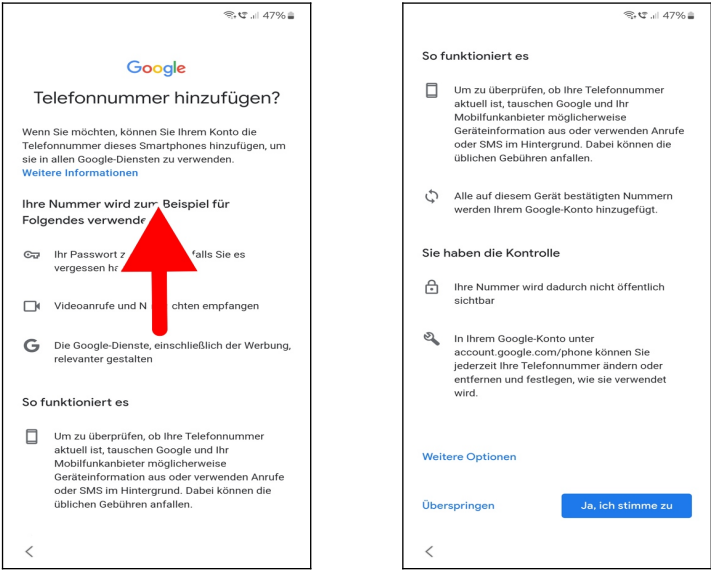 47%
Google
Telefonnummer hinzufügen?
Wenn Sie möchten, können Sie Ihrem Konto die
Telefonnummer dieses Smartphones hinzufügen, um
sie in allen Google-Diensten zu verwenden.
Weitere Informationen
Ihre Nummer wird zum Beispiel für
Folgendes
Ihr Passwort falls Sie es
vergessen
Videoanrufe und empfangen
G Die Google-Dienste, einschließlich der Werbung,
relevanter gestalten
So funktioniert es
Um zu überprüfen, ob Ihre Telefonnummer
aktuell ist, tauschen Google und Ihr
Mobilfunkanbieter möglicherweise
Geräteinformation aus oder verwenden Anrufe
oder SMS im Hintergrund. Dabei können die
üblichen Gebühren anfallen.
47%
So funktioniert es
Um zu überprüfen, ob Ihre Telefonnummer
aktuell ist, tauschen Google und Ihr
Mobilfunkanbieter möglicherweise
Geräteinformation aus oder verwenden Anrufe
oder SMS im Hintergrund. Dabei können die
üblichen Gebühren anfallen.
Alle auf diesem Gerät bestätigten Nummern
werden Ihrem Google-Konto hinzugefügt.
Sie haben die Kontrolle
Ihre Nummer wird dadurch nicht öffentlich
sichtbar
In Ihrem Google-Konto unter
account.google.com/phone können Sie
jederzeit Ihre Telefonnummer ändern oder
entfernen und festlegen, wie sie verwendet
wird.
Weitere Optionen
Überspringen
Ja, ich stimme zu